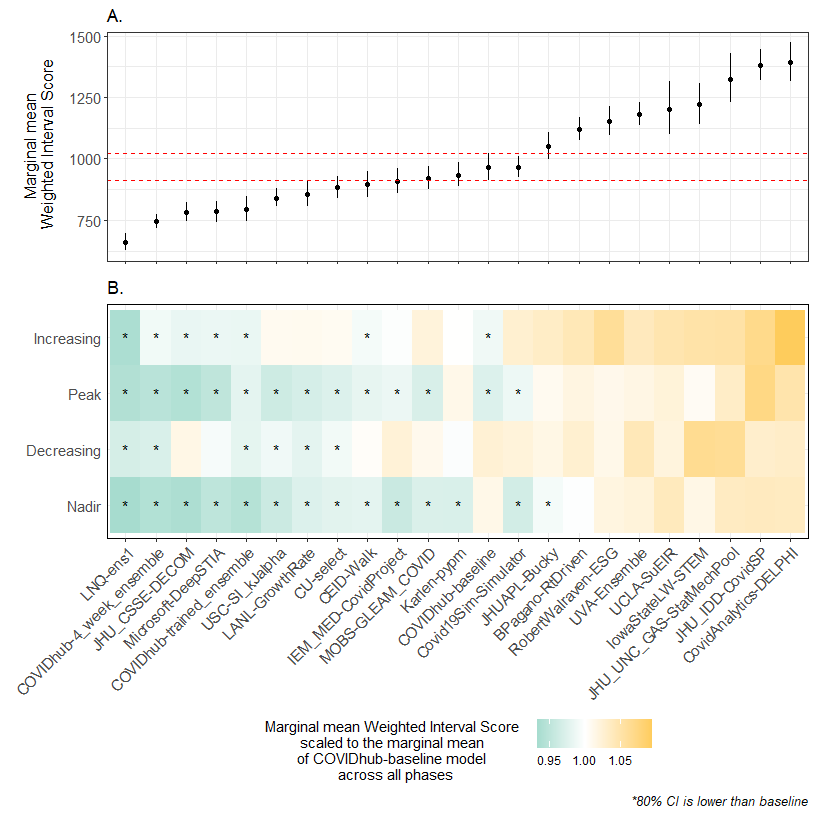 A.
Marginal mean
Weighted Interval Score
1500
1250
1000
750
B.
Increasing
* * * * * * *
Peak
* * * * * * * * * * * * *
Decreasing
* * * * * *
Nadir
* * * * * * * * * * * * * *
LNQ-ens1
COVIDhub-4_week_ensemble
JHU_CSSE-DECOM
Microsoft-DeepSTIA
COVIDhub-trained_ensemble
USC-SI_kJalpha
LANL-GrowthRate
CU-select
CEID-Walk
IEM_MED-CovidProject
MOBS-GLEAM_COVID
Karlen-pypm
COVIDhub-baseline
Covid19Sim-Simulator
JHUAPL-Bucky
BPagano-RtDriven
RobertWalraven-ESG
UVA-Ensemble
UCLA-SuEIR
IowaStateLW-STEM
JHU_UNC_GAS-StatMechPool
JHU_IDD-CovidSP
CovidAnalytics-DELPHI
Marginal mean Weighted Interval Score
scaled to the marginal mean
of COVIDhub-baseline model
across all phases
0.95 1.00 1.05
*80% CI is lower than baseline